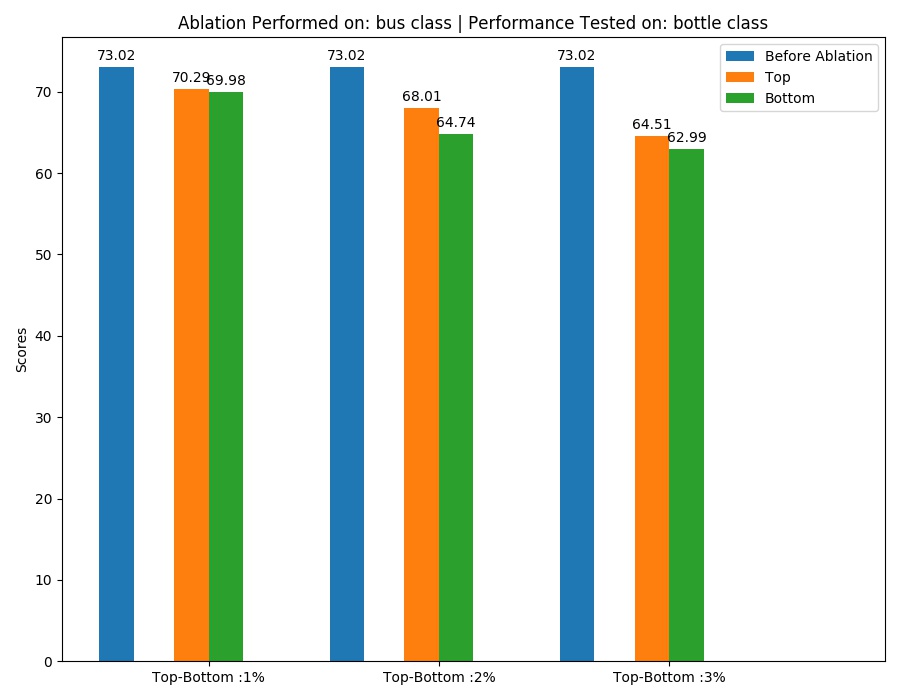 Ablation Performed on: bus class | Performance Tested on: bottle class
73.02
70.29
69.98
73.02
68.01
64.74
73.02
64.51
62.99
Before Ablation
Top
Bottom
70
60
50
40
30
20
10
0
Scores
Top-Bottom :1%
Top-Bottom :2%
Top-Bottom :3%